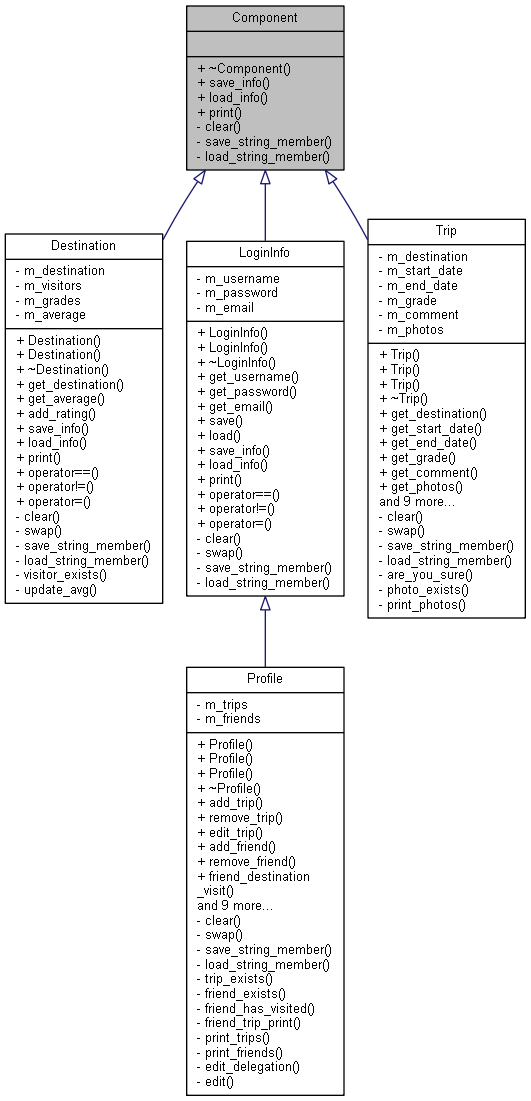 Component
+ ~Component()
+ save_info()
+ load_info()
+ print()
- clear()
- save_string_member()
- load_string_member()
Destination
- m_destination
- m_visitors
- m_grades
- m_average
+ Destination()
+ Destination()
+ ~Destination()
+ get_destination()
+ get_average()
+ add_rating()
+ save_info()
+ load_info()
+ print()
+ operator==()
+ operator!=()
+ operator=()
- clear()
- swap()
- save_string_member()
- load_string_member()
- visitor_exists()
- update_avg()
LoginInfo
- m_username
- m_password
- m_email
+ LoginInfo()
+ LoginInfo()
+ ~LoginInfo()
+ get_username()
+ get_password()
+ get_email()
+ save()
+ load()
+ save_info()
+ load_info()
+ print()
+ operator==()
+ operator!=()
+ operator=()
- clear()
- swap()
- save_string_member()
- load_string_member()
Trip
- m_destination
- m_start_date
- m_end_date
- m_grade
- m_comment
- m_photos
+ Trip()
+ Trip()
+ Trip()
+ ~Trip()
+ get_destination()
+ get_start_date()
+ get_end_date()
+ get_grade()
+ get_comment()
+ get_photos()
and 9 more...
- clear()
- swap()
- save_string_member()
- load_string_member()
- are_you_sure()
- photo_exists()
- print_photos()
Profile
- m_trips
- m_friends
+ Profile()
+ Profile()
+ Profile()
+ ~Profile()
+ add_trip()
+ remove_trip()
+ edit_trip()
+ add_friend()
+ remove_friend()
+ friend_destination
_visit()
and 9 more...
- clear()
- swap()
- save_string_member()
- load_string_member()
- trip_exists()
- friend_exists()
- friend_has_visited()
- friend_trip_print()
- print_trips()
- print_friends()
- edit_delegation()
- edit()